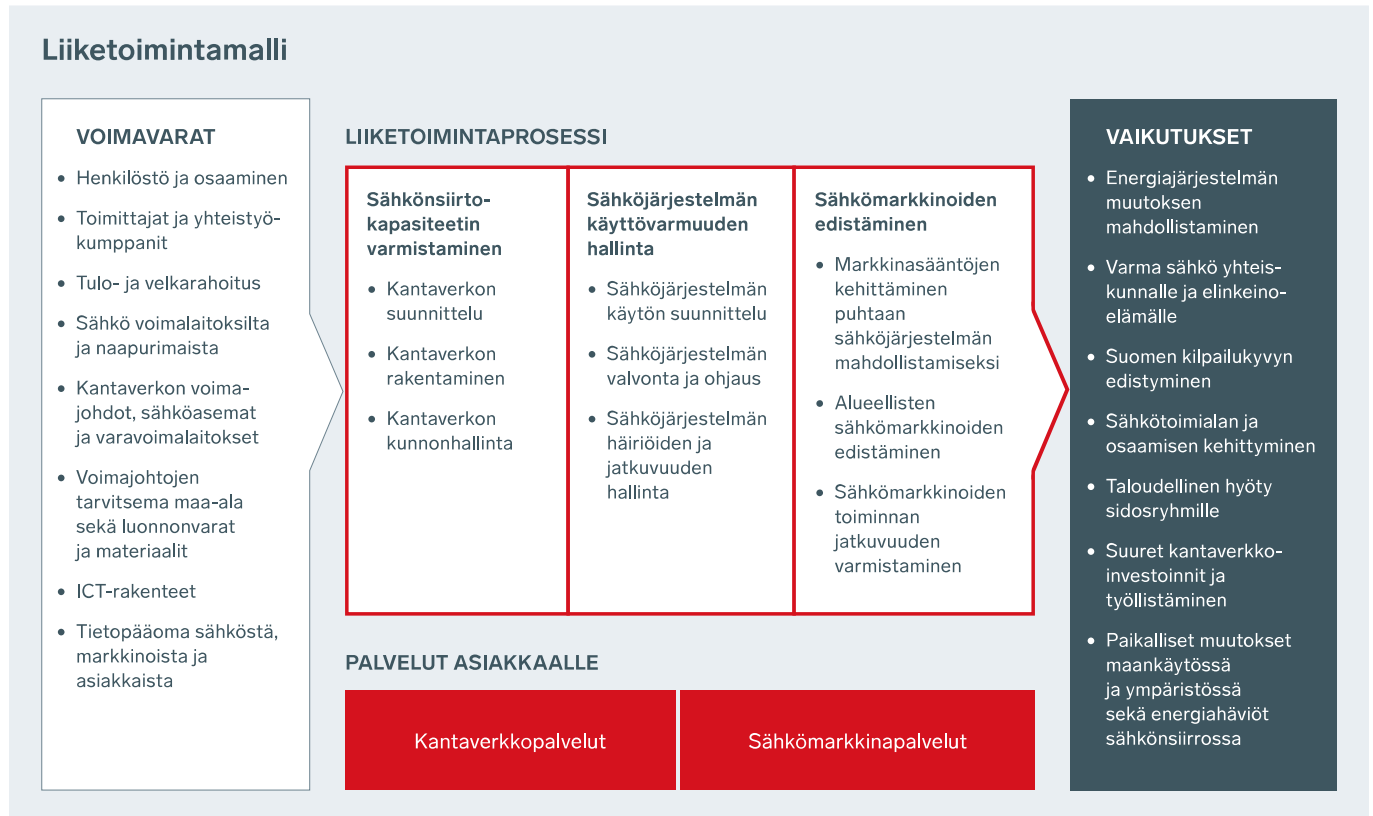 Liiketoimintamalli
VOIMAVARAT
• Henkilöstö ja osaaminen
• Toimittajat ja yhteistyö-
kumppanit
• Tulo- ja velkarahoitus
• Sähkö voimalaitoksilta
ja naapurimaista
• Kantaverkon voima-
johdot, sähköasemat
ja varavoimalaitokset
• Voimajohtojen
tarvitsema maa-ala
sekä luonnonvarat
ja materiaalit
• ICT-rakenteet
• Tietopääoma sähköstä,
markkinoista ja
asiakkaista
LIIKETOIMINTAPROSESSI
Sähkönsiirto-
kapasiteetin
varmistaminen
• Kantaverkon
suunnittelu
• Kantaverkon
rakentaminen
• Kantaverkon
kunnonhallinta
Sähköjärjestelmän
käyttövarmuuden
hallinta
• Sähköjärjestelmän
käytön suunnittelu
• Sähköjärjestelmän
valvonta ja ohjaus
• Sähköjärjestelmän
häiriöiden ja
jatkuvuuden
hallinta
Sähkömarkkinoiden
edistäminen
• Markkinasääntöjen
kehittäminen
puhtaan
sähköjärjestelmän
mahdollistamiseksi
• Alueellisten
sähkömarkkinoiden
edistäminen
• Sähkömarkkinoiden
toiminnan
jatkuvuuden
varmistaminen
PALVELUT ASIAKKAALLE
Kantaverkkopalvelut
Sähkömarkkinapalvelut
VAIKUTUKSET
• Energiajärjestelmän
muutoksen
mahdollistaminen
• Varma sähkö yhteis-
kunnalle ja elinkeino-
elämälle
• Suomen kilpailukyvyn
edistyminen
• Sähkötoimialan ja
osaamisen kehittyminen
• Taloudellinen hyöty
sidosryhmille
• Suuret kantaverkko-
investoinnit ja
työllistäminen
• Paikalliset muutokset
maankäytössä
ja ympäristössä
sekä energiahäviöt
sähkönsiirrossa